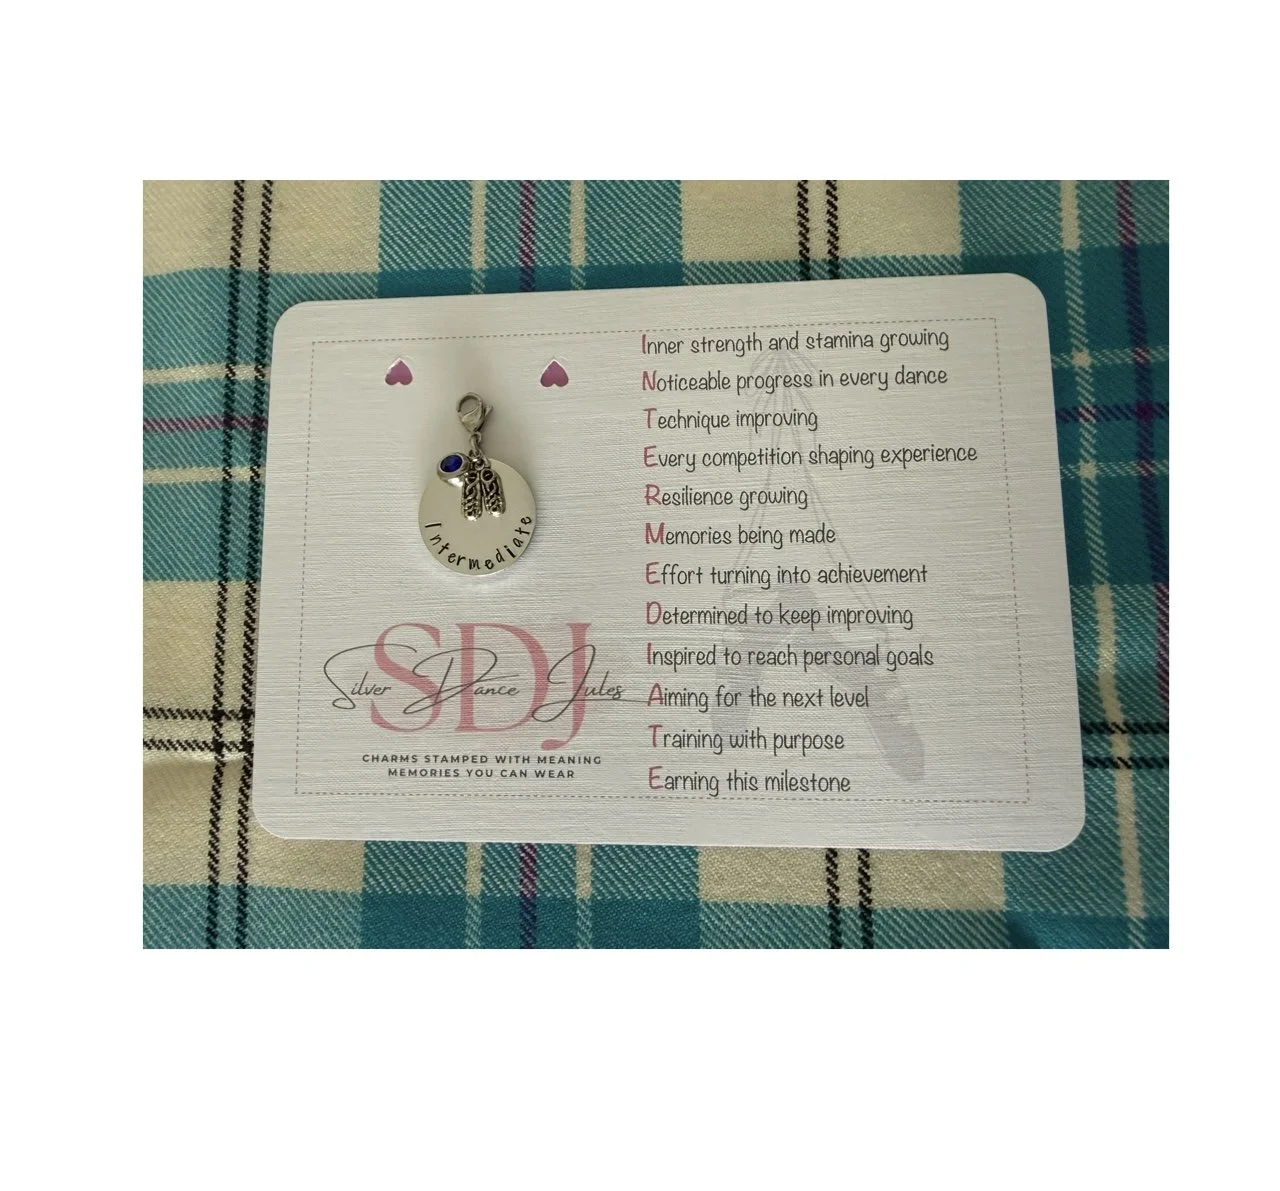 Intermediate
SDJ
Silver Dance Jules
CHARMS STAMPED WITH MEANING
MEMORIES YOU CAN WEAR
Inner strength and stamina growing
Noticeable progress in every dance
Technique improving
Every competition shaping experience
Resilience growing
Memories being made
Effort turning into achievement
Determined to keep improving
Inspired to reach personal goals
Aiming for the next level
Training with purpose
Earning this milestone